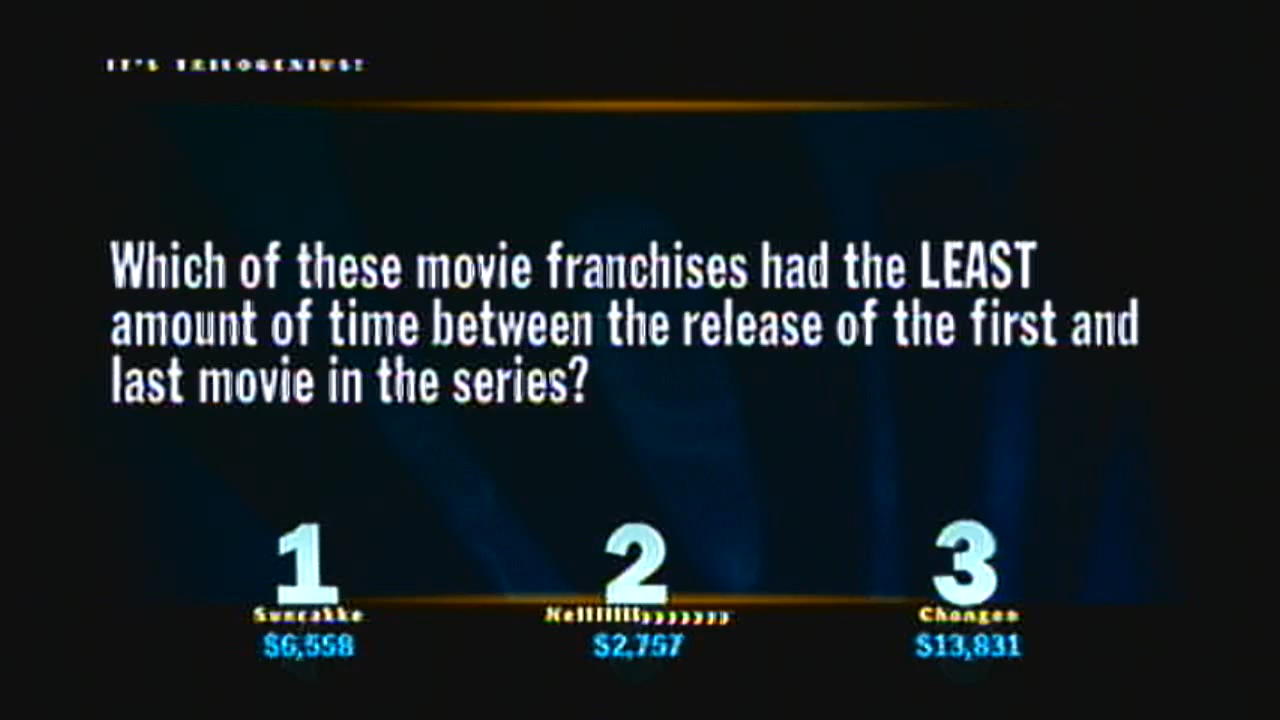 IT'S TRILOGENIUS!
Which of these movie franchises had the LEAST
amount of time between the release of the first and
last movie in the series?
1 2 3
Chongoo
$6,558 $2,757 $13,831